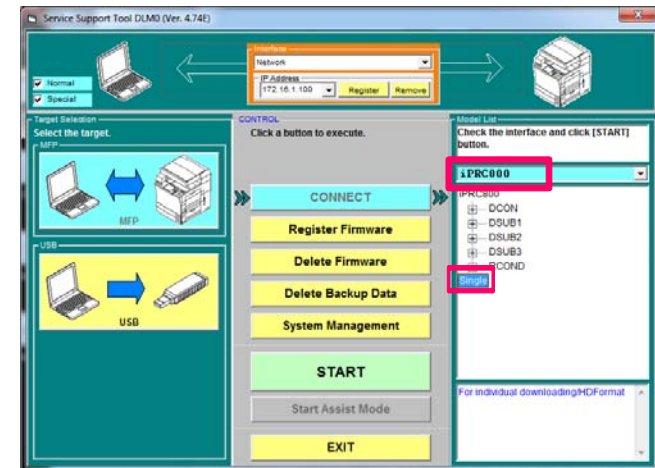 Service Support Tool DLM0 (Ver. 4.74E)
Interface
Network
IP Address
172.16.1.100
Register
Remove
Normal
Special
Target Selection
Select the target.
MFP
MFP
USB
USB
CONTROL
Click a button to execute.
CONNECT
Register Firmware
Delete Firmware
Delete Backup Data
System Management
START
Start Assist Mode
EXIT
Model List
Check the interface and click [START]
button.
iPRC800
iPRC800
DCON
DSUB1
DSUB2
DSUB3
RCOND
Single
For individual downloading/HDFormat